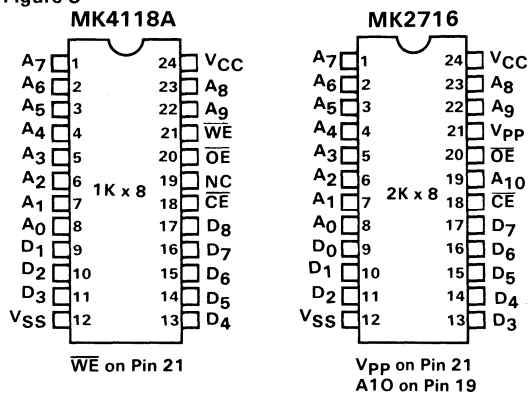 MK4118A
A7 1 24 VCC
A6 2 23 A8
A5 3 22 A9
A4 4 21 WE
A3 5 20 OE
A2 6 19 NC
1K x 8
A1 7 18 CE
A0 8 17 D8
D1 9 16 D7
D2 10 15 D6
D3 11 14 D5
VSS 12 13 D4
WE on Pin 21
MK2716
A7 1 24 VCC
A6 2 23 A8
A5 3 22 A9
A4 4 21 VPP
A3 5 20 OE
A2 6 19 A10
2K x 8
A1 7 18 CE
A0 8 17 D7
D0 9 16 D6
D1 10 15 D5
D2 11 14 D4
VSS 12 13 D3
VPP on Pin 21
A10 on Pin 19